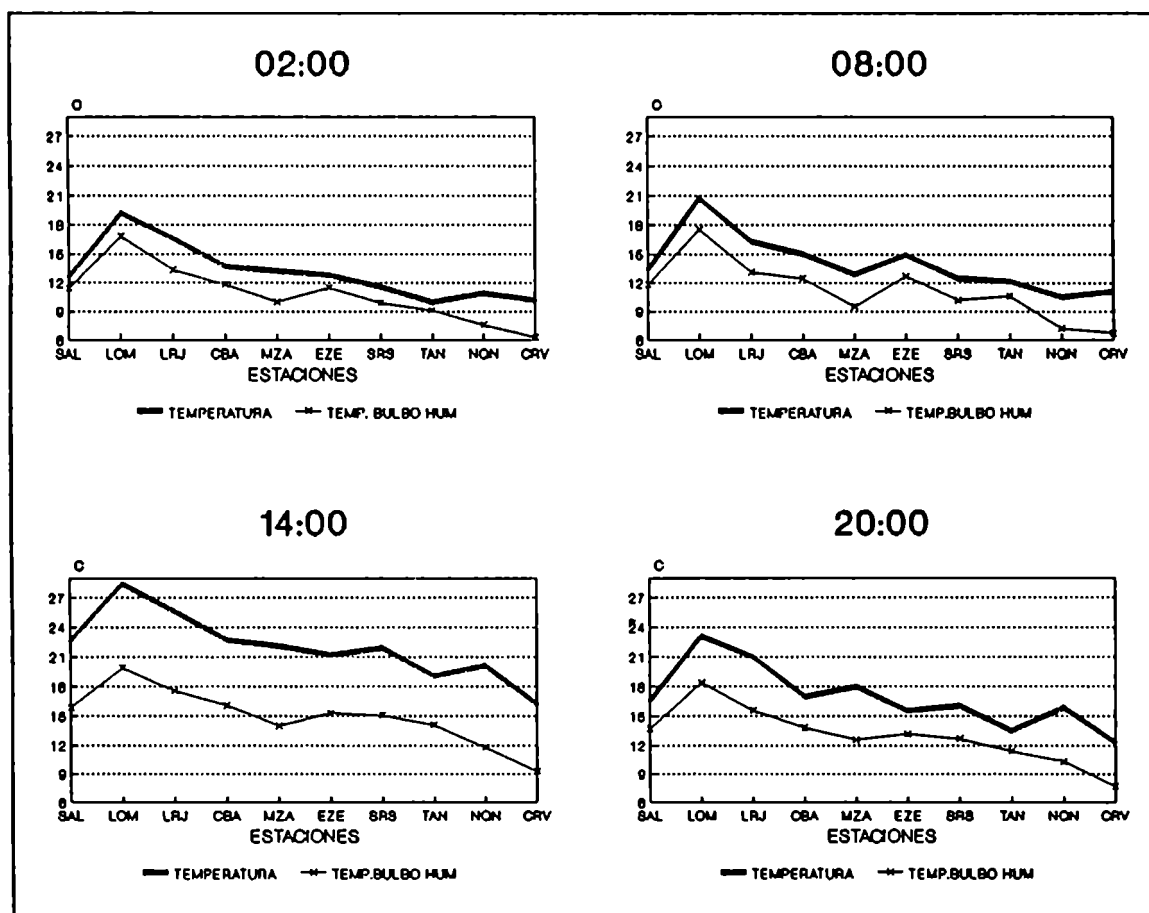 02:00
C
27
24
21
18
15
12
9
6
SAL LOM LRJ CBA MZA EZE SRS TAN NQN CRV
ESTACIONES
TEMPERATURA TEMP. BULBO HUM
08:00
C
27
24
21
18
15
12
9
6
SAL LOM LRJ CBA MZA EZE SRS TAN NQN CRV
ESTACIONES
TEMPERATURA TEMP.BULBO HUM
14:00
C
27
24
21
18
15
12
9
6
SAL LOM LRJ CBA MZA EZE SRS TAN NQN CRV
ESTACIONES
TEMPERATURA TEMP.BULBO HUM
20:00
C
27
24
21
18
15
12
9
6
SAL LOM LRJ CBA MZA EZE SRS TAN NQN CRV
ESTACIONES
TEMPERATURA TEMP.BULBO HUM